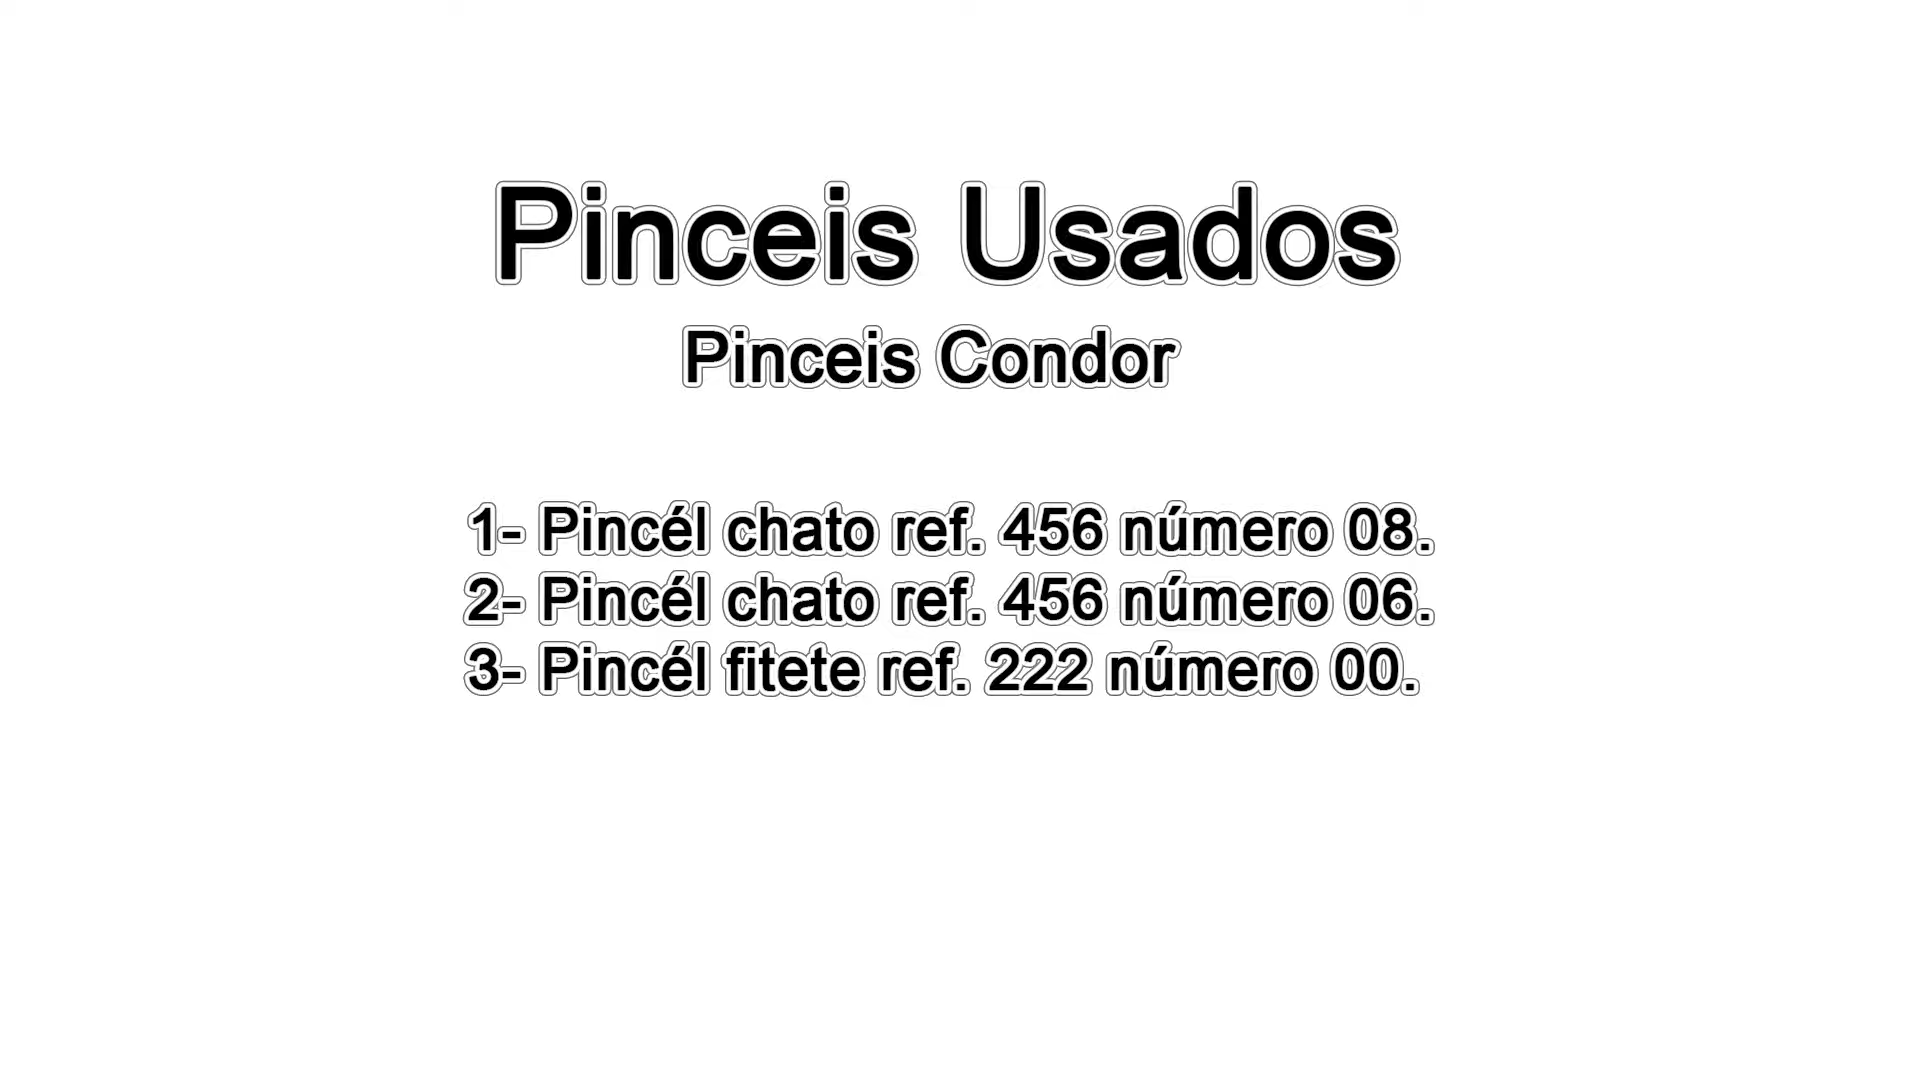 Pinceis Usados
Pinceis Condor
1- Pincél chato ref. 456 número 08.
2- Pincél chato ref. 456 número 06.
3- Pincél fitete ref. 222 número 00.